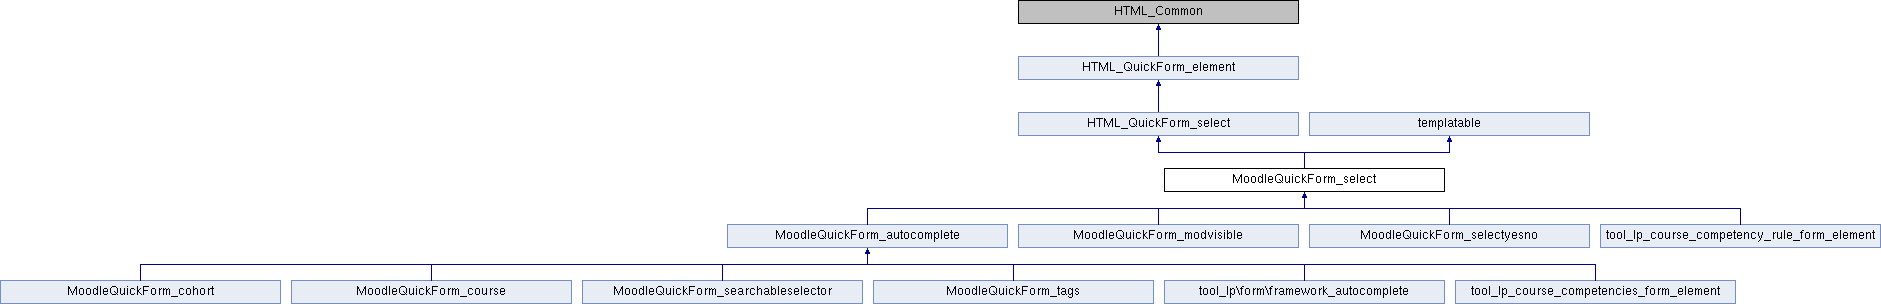 HTML_Common
HTML_QuickForm_element
HTML_QuickForm_select
templatable
MoodleQuickForm_select
MoodleQuickForm_autocomplete
MoodleQuickForm_modvisible
MoodleQuickForm_selectyesno
tool_lp_course_competency_rule_form_element
MoodleQuickForm_cohort
MoodleQuickForm_course
MoodleQuickForm_searchableselector
MoodleQuickForm_tags
tool_lp\form\framework_autocomplete
tool_lp_course_competencies_form_element